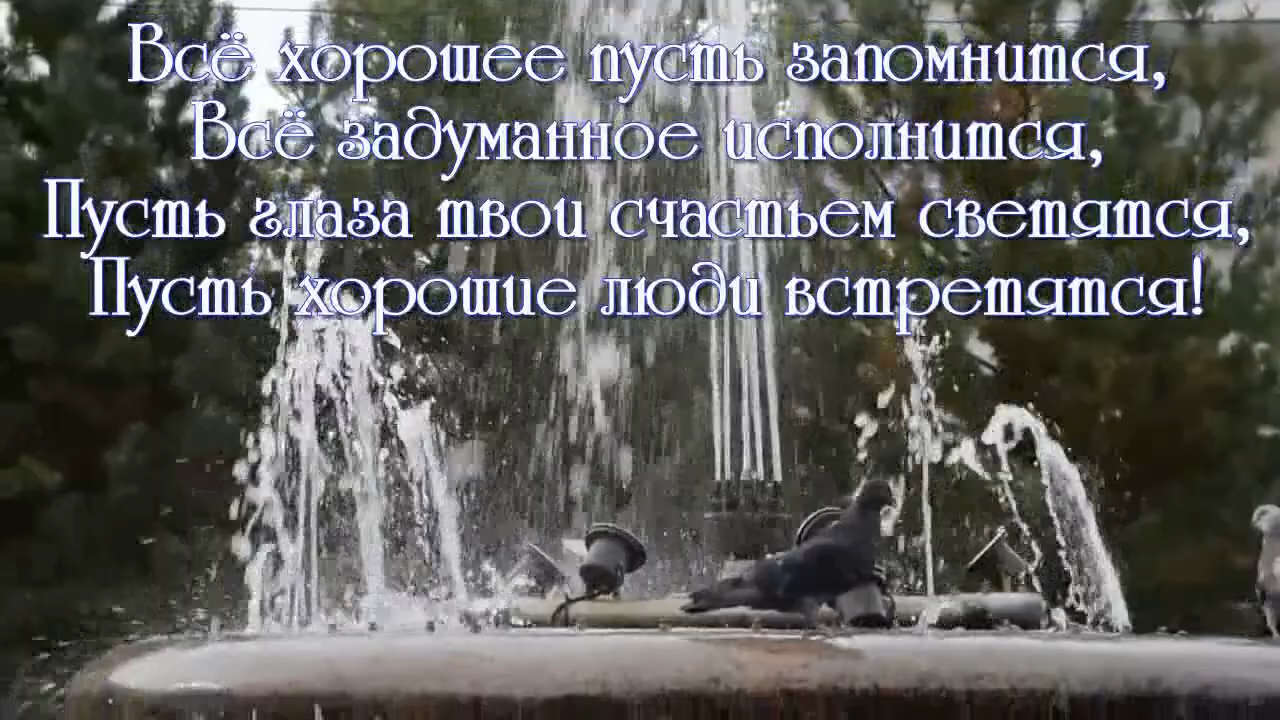 Всё хорошее пусть запомнится,
Всё задуманное исполнится,
Пусть глаза твои счастьем светятся,
Пусть хорошие люди встретятся!